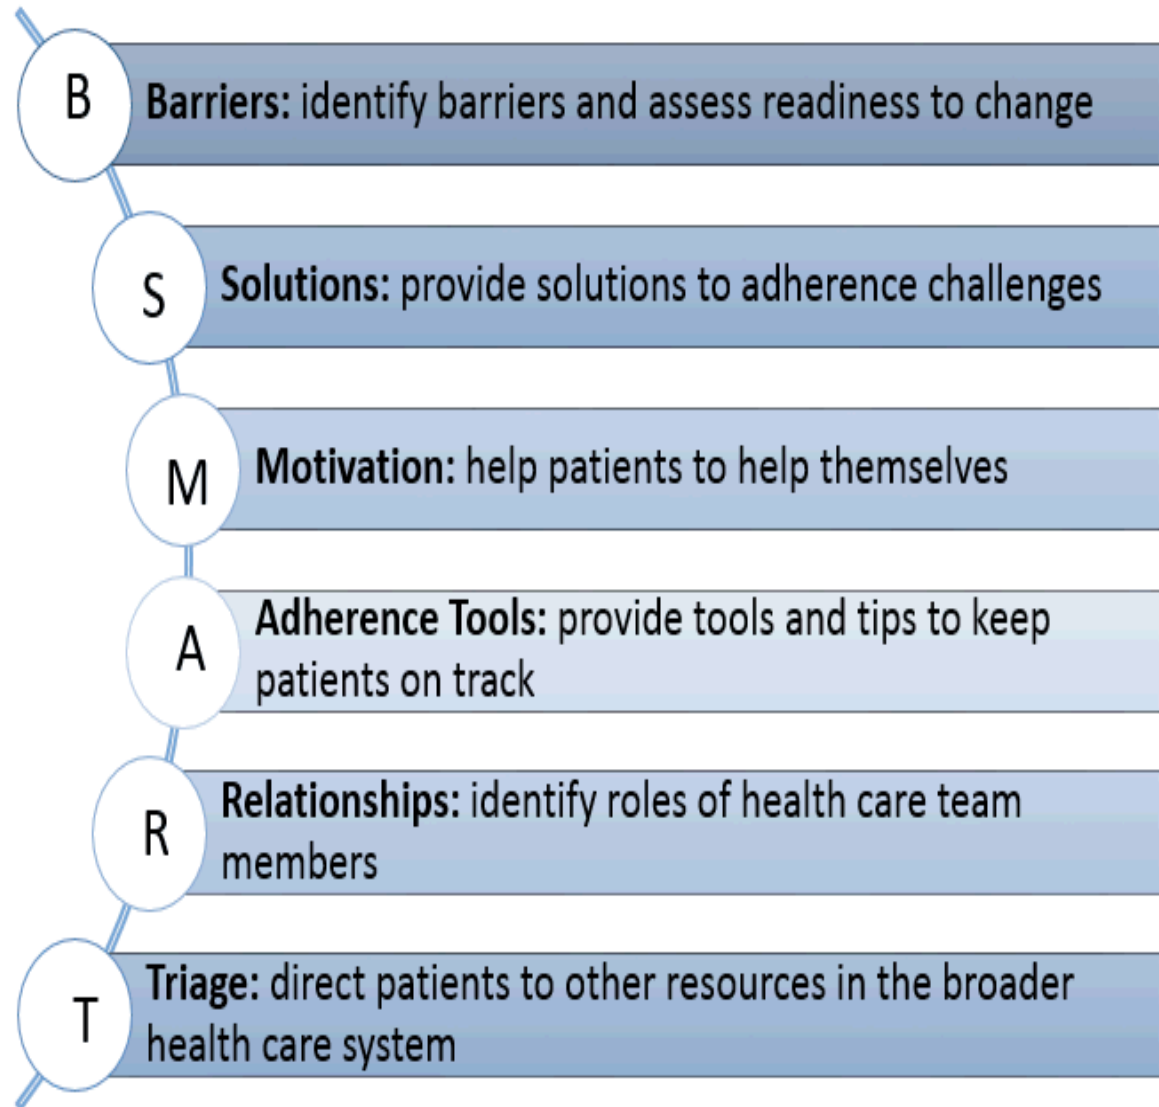 B
Barriers: identify barriers and assess readiness to change
S
Solutions: provide solutions to adherence challenges
M
Motivation: help patients to help themselves
A
Adherence Tools: provide tools and tips to keep
patients on track
R
Relationships: identify roles of health care team
members
T
Triage: direct patients to other resources in the broader
health care system